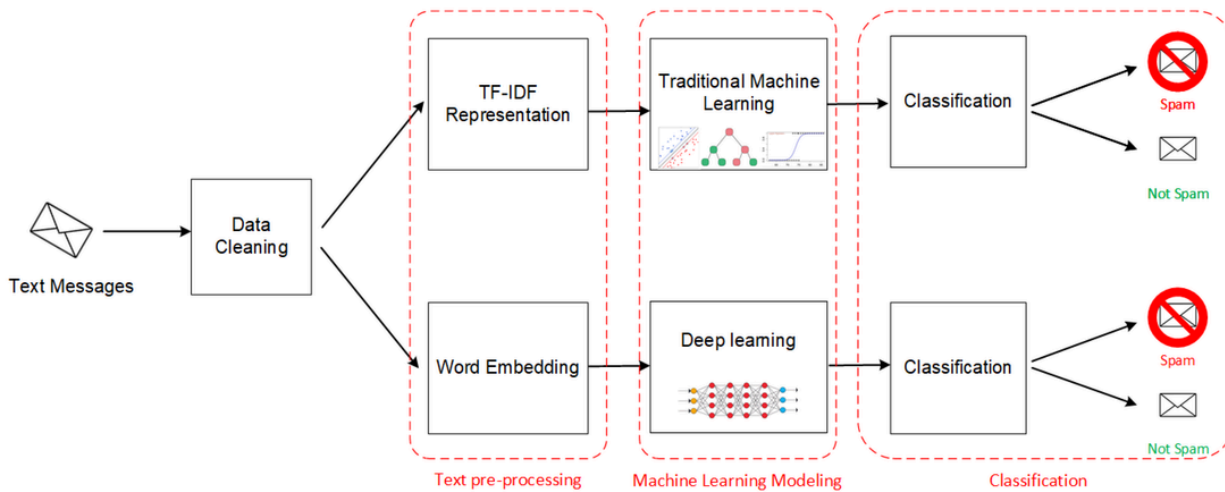 TF-IDF
Representation
Traditional Machine
Learning
Classification
Spam
Not Spam
Data
Cleaning
Text Messages
Word Embedding
Deep learning
Classification
Spam
Not Spam
Text pre-processing
Machine Learning Modeling
Classification